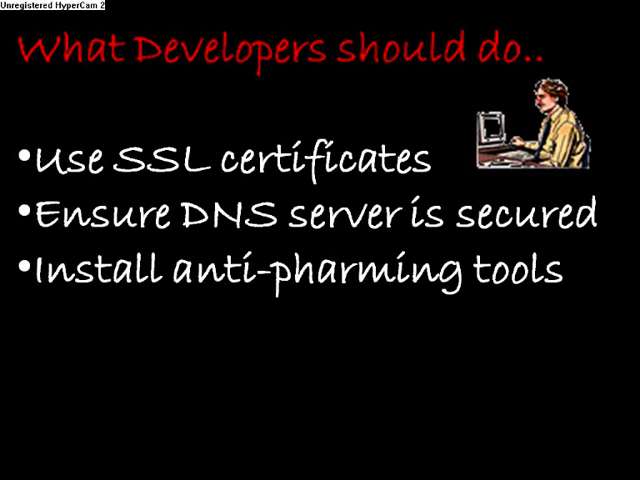 Unregistered HyperCam 2
What Developers should do..
•Use SSL certificates
•Ensure DNS server is secured
•Install anti-pharming tools